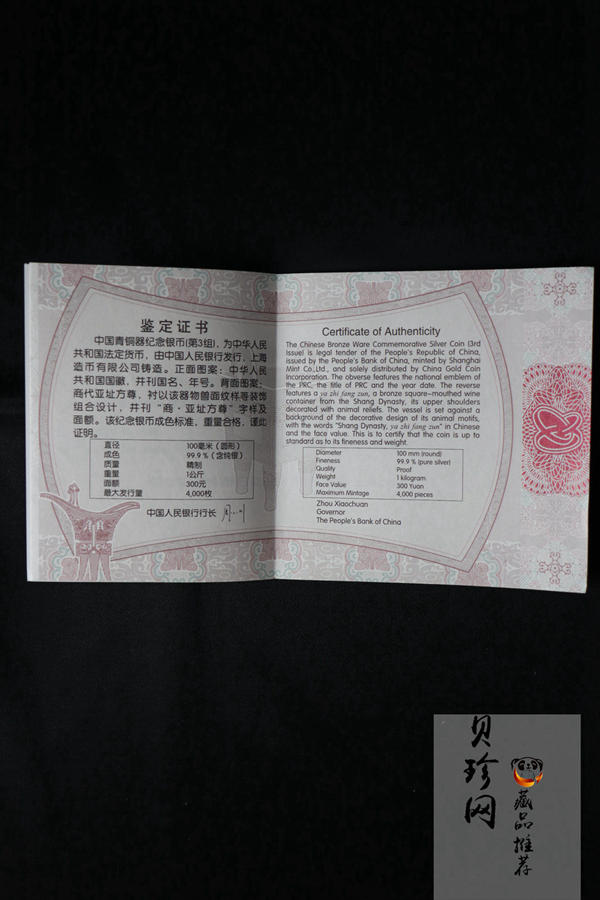 鉴定证书
中国青铜器纪念银币(第3组)，为中华人民
共和国法定货币，由中国人民银行发行，上海
造币有限公司铸造。正面图案：中华人民
共和国国徽，并刊国名、年号。背面图案：
商代亚址方尊，衬以该器物兽面纹样等装饰
组合设计，并刊“商·亚址方尊”字样及
面额。该纪念银币成色标准，重量合格，谨此
证明。
直径 100毫米（圆形）
成色 99.9％（含纯银）
质量 精制
重量 1公斤
面额 300元
最大发行量 4,000枚
中国人民银行行长
Certificate of Authenticity
The Chinese Bronze Ware Commemorative Silver Coin (3rd
Issue) is legal tender of the People's Republic of China,
issued by the People's Bank of China, minted by Shanghai
Mint Co.,Ltd., and solely distributed by China Gold Coin
Incorporation. The obverse features the national emblem of
the PRC, the title of PRC and the year date. The reverse
features a ya zhi fang zun, a bronze square-mouthed wine
container from the Shang Dynasty, its upper shoulders
decorated with animal reliefs. The vessel is set against a
background of the decorative design of its animal motifs,
with the words "Shang Dynasty, ya zhi fang zun" in Chinese
and the face value. This is to certify that the coin is up to
standard as to its fineness and weight.
Diameter 100 mm (round)
Fineness 99.9 % (pure silver)
Quality Proof
Weight 1 kilogram
Face Value 300 Yuan
Maximum Mintage 4,000 pieces
Zhou Xiaochuan
Governor
The People's Bank of China
贝珍网
藏品推荐